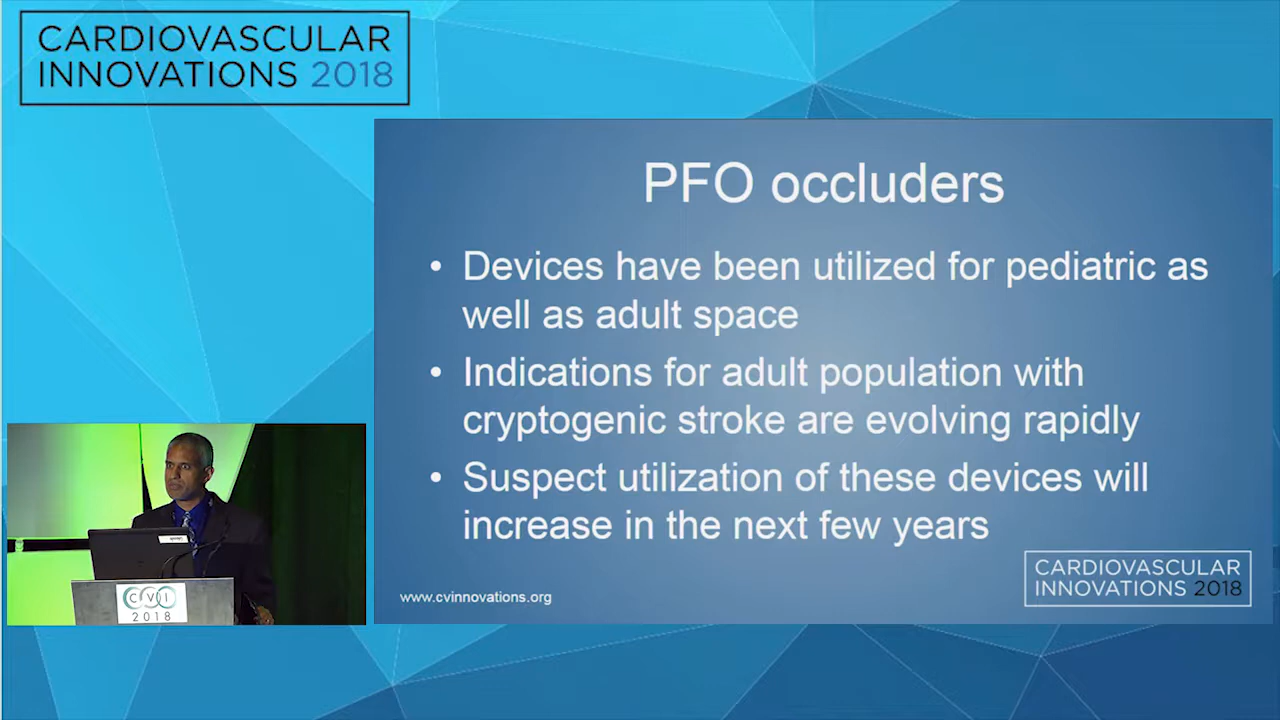 CARDIOVASCULAR
INNOVATIONS 2018
PFO occluders
• Devices have been utilized for pediatric as
well as adult space
• Indications for adult population with
cryptogenic stroke are evolving rapidly
• Suspect utilization of these devices will
increase in the next few years
www.cvinnovations.org
CARDIOVASCULAR
INNOVATIONS 2018
CVI
2018